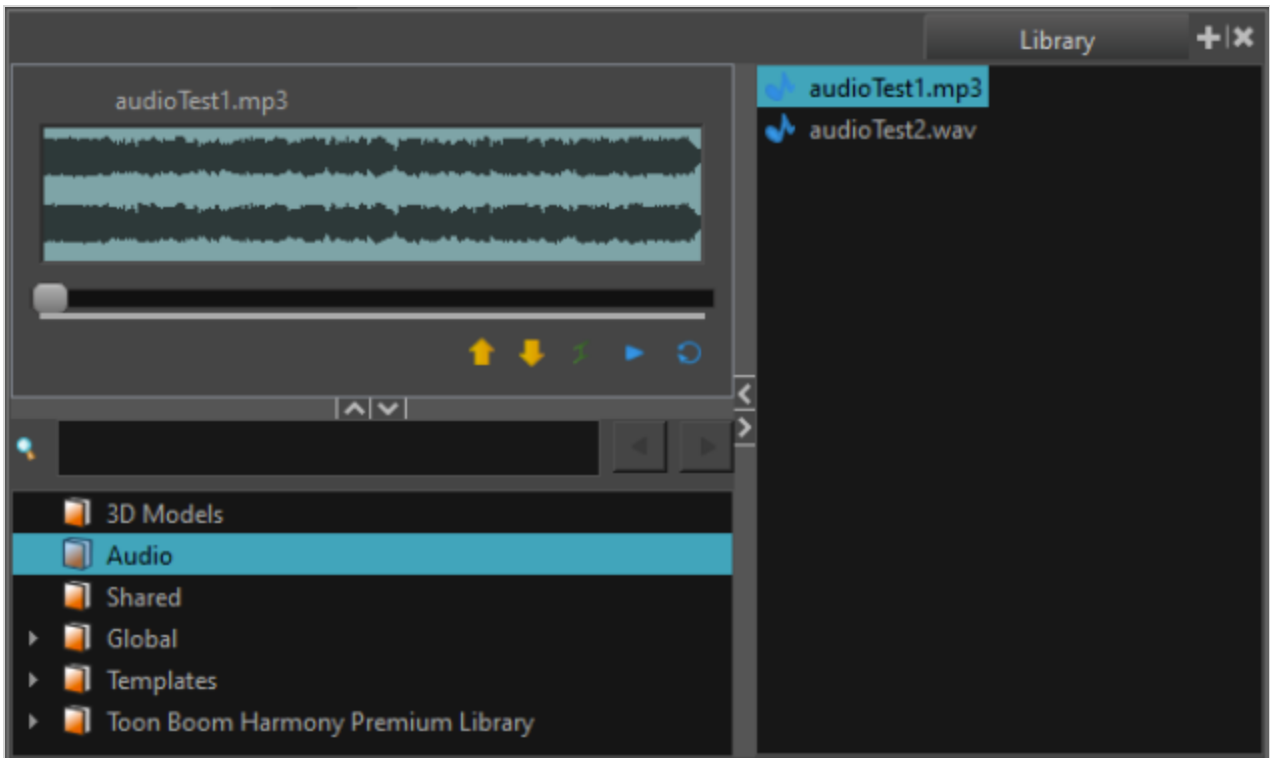 Library
audioTest1.mp3
audioTest1.mp3
audioTest2.wav
3D Models
Audio
Shared
Global
Templates
Toon Boom Harmony Premium Library